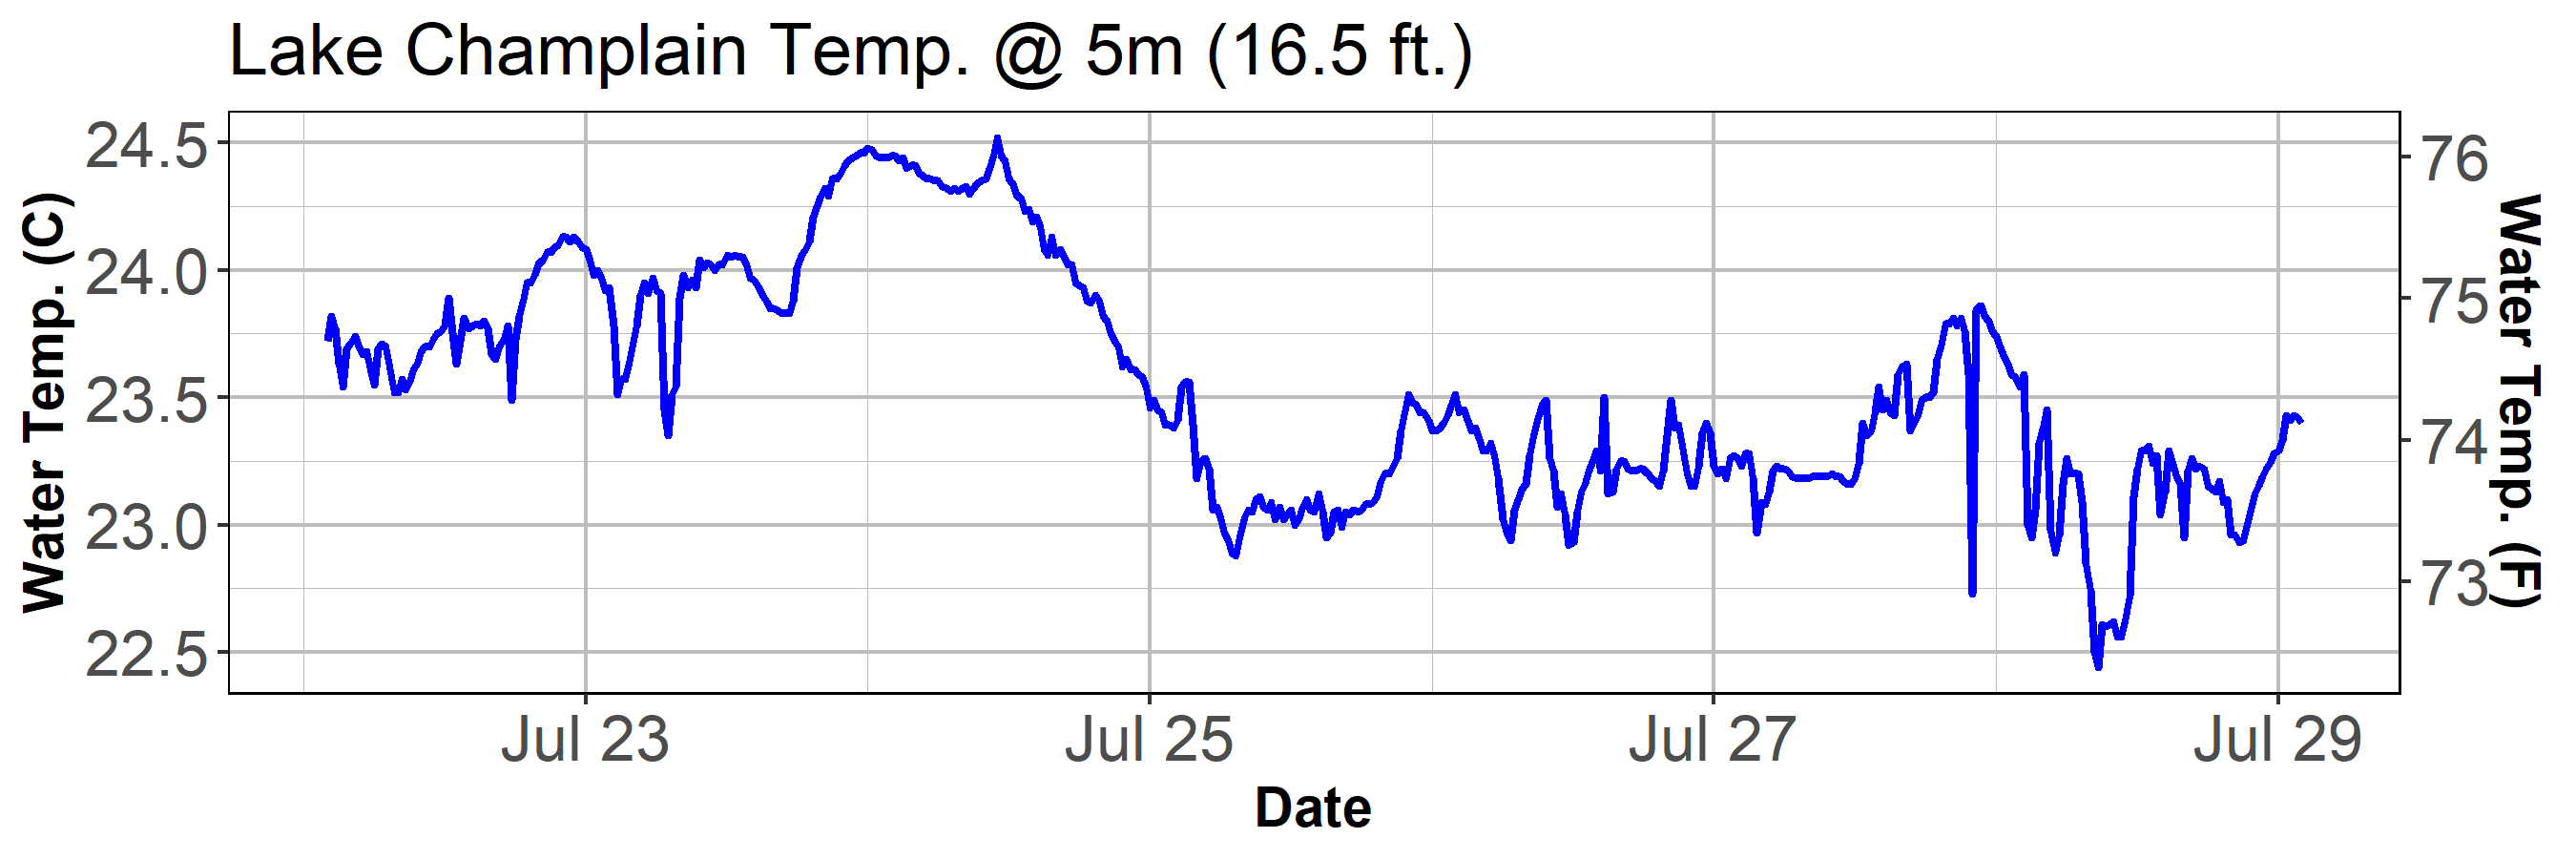 Lake Champlain Temp. @ 5m (16.5 ft.)
Water Temp. (C)
24.5
24.0
23.5
23.0
22.5
76
75
74
73
Water Temp. (F)
Jul 23 Jul 25 Jul 27 Jul 29
Date